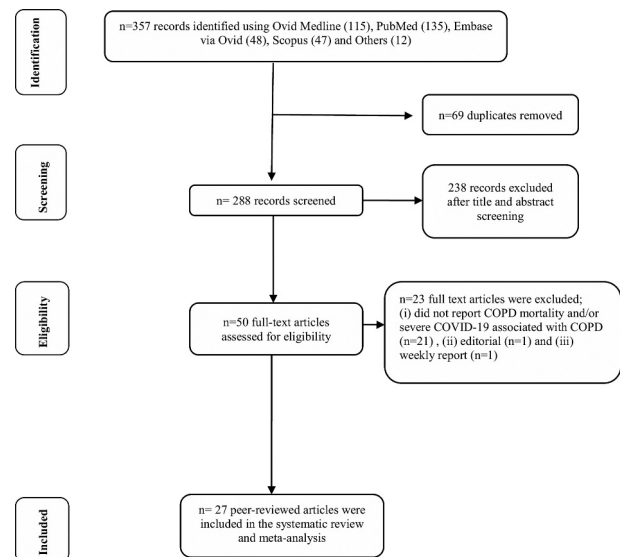 Identification
n=357 records identified using Ovid Medline (115), PubMed (135), Embase
via Ovid (48), Scopus (47) and Others (12)
n=69 duplicates removed
Screening
n= 288 records screened
238 records excluded
after title and abstract
screening
Eligibility
n=50 full-text articles
assessed for eligibility
n=23 full text articles were excluded;
(i) did not report COPD mortality and/or
severe COVID-19 associated with COPD
(n=21) , (ii) editorial (n=1) and (iii)
weekly report (n=1)
Included
n= 27 peer-reviewed articles were
included in the systematic review
and meta-analysis